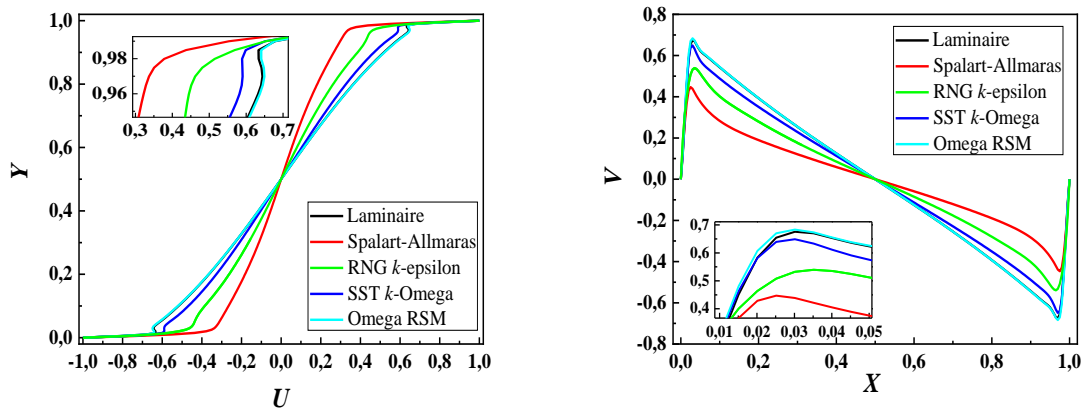 1,0
0,8
0,6
0,4
0,2
0,0
Y
-1,0 -0,8 -0,6 -0,4 -0,2 0,0 0,2 0,4 0,6 0,8 1,0
U
0,98
0,96
0,3 0,4 0,5 0,6 0,7
Laminaire
Spalart-Allmaras
RNG k-epsilon
SST k-Omega
Omega RSM
0,8
0,6
0,4
0,2
0,0
-0,2
-0,4
-0,6
-0,8
V
0,0 0,2 0,4 0,6 0,8 1,0
X
Laminaire
Spalart-Allmaras
RNG k-epsilon
SST k-Omega
Omega RSM
0,7
0,6
0,5
0,4
0,01 0,02 0,03 0,04 0,05